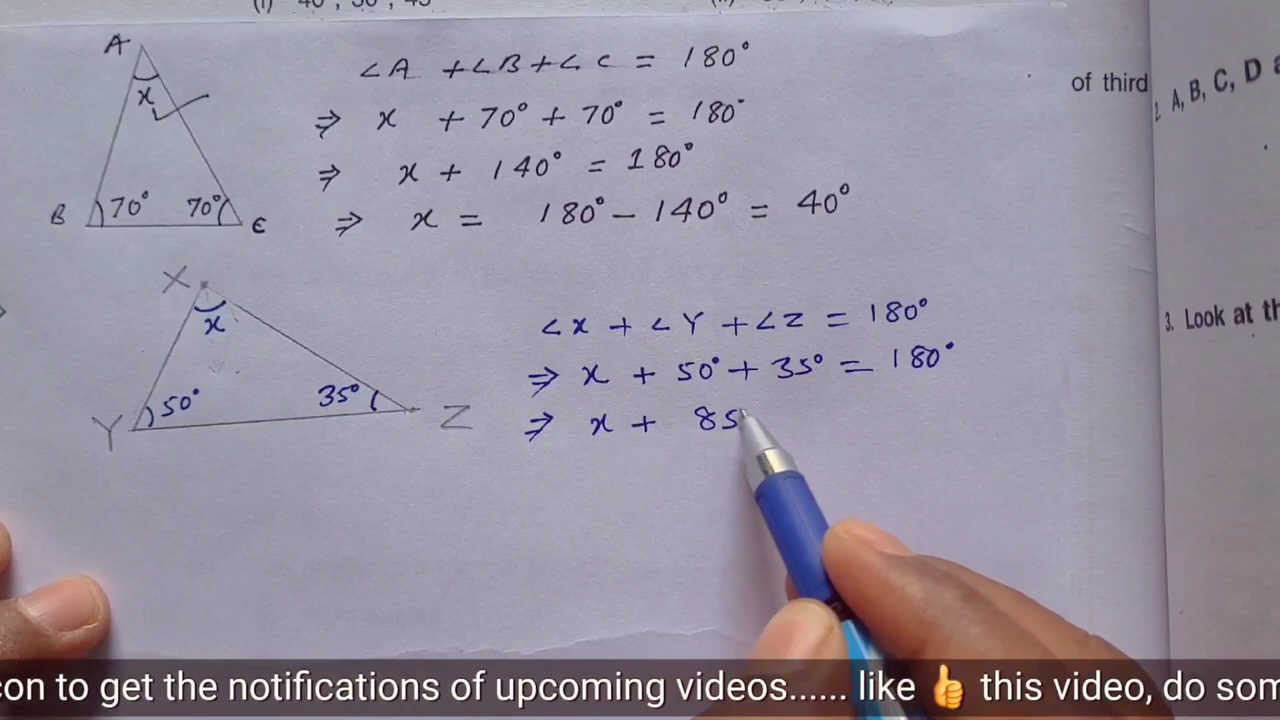 A
x
B 70° 70° C
∠A + ∠B + ∠C = 180°
⇒ x + 70° + 70° = 180°
⇒ x + 140° = 180°
⇒ x = 180° - 140° = 40°
X
x
Y 50° 35° Z
∠X + ∠Y + ∠Z = 180°
⇒ x + 50° + 35° = 180°
⇒ x + 85
of third
2. A, B, C, D
3. Look at th
con to get the notifications of upcoming videos...... like 👍 this video, do som